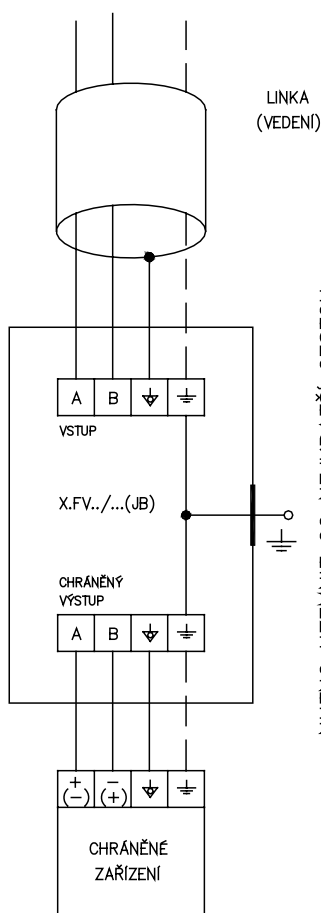 LINKA
(VEDENÍ)
A B
VSTUP
X.FV../...(JB)
CHRÁNĚNÝ
VÝSTUP
A B
+ −
(−) (+)
CHRÁNĚNÉ
ZAŘÍZENÍ